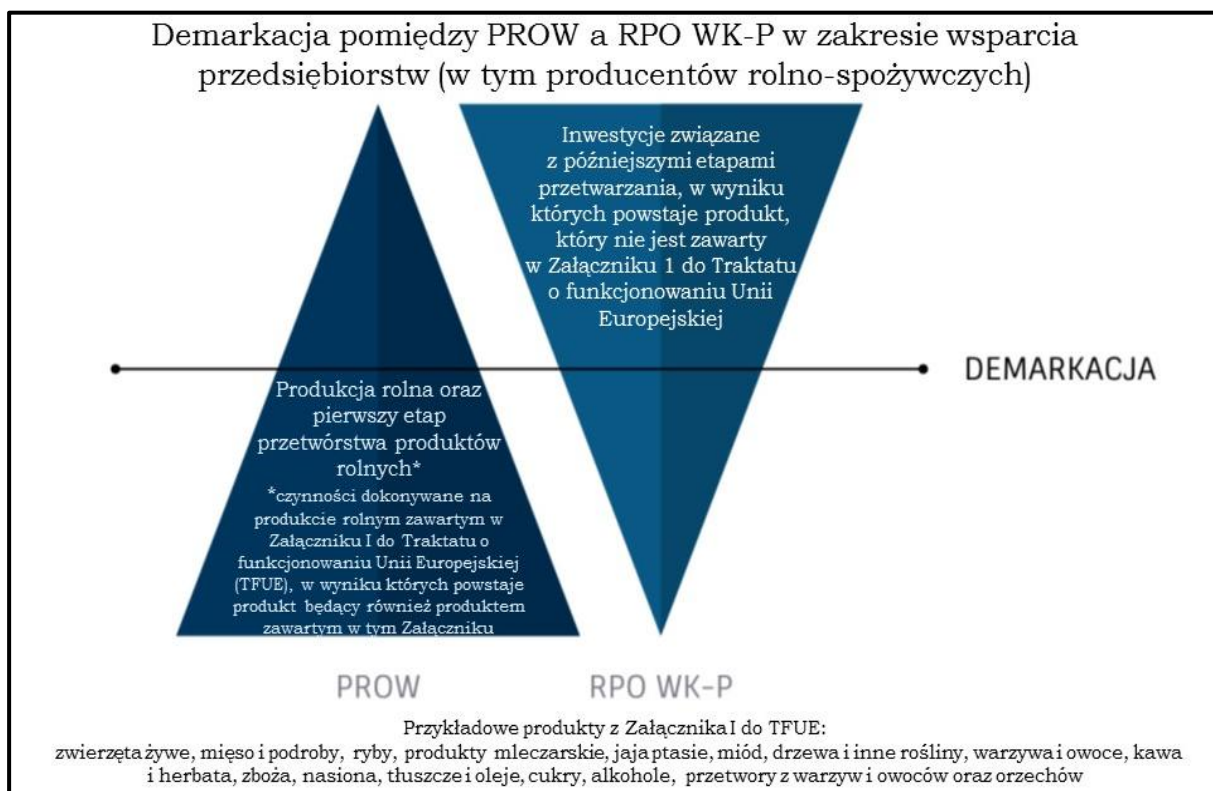 Demarkacja pomiędzy PROW a RPO WK-P w zakresie wsparcia
przedsiębiorstw (w tym producentów rolno-spożywczych)
Inwestycje związane
z późniejszymi etapami
przetwarzania, w wyniku
których powstaje produkt,
który nie jest zawarty
w Załączniku 1 do Traktatu
o funkcjonowaniu Unii
Europejskiej
DEMARKACJA
Produkcja rolna oraz
pierwszy etap
przetwórstwa produktów
rolnych*
*czynności dokonywane na
produkcie rolnym zawartym w
Załączniku I do Traktatu o
funkcjonowaniu Unii Europejskiej
(TFUE), w wyniku których powstaje
produkt będący również produktem
zawartym w tym Załączniku
PROW
RPO WK-P
Przykładowe produkty z Załącznika I do TFUE:
zwierzęta żywe, mięso i podroby, ryby, produkty mleczarskie, jaja ptasie, miód, drzewa i inne rośliny, warzywa i owoce, kawa
i herbata, zboża, nasiona, tłuszcze i oleje, cukry, alkohole, przetwory z warzyw i owoców oraz orzechów